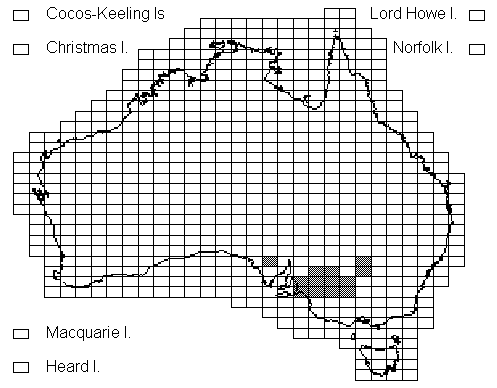 Cocos-Keeling Is
Lord Howe I.
Christmas I.
Norfolk I.
Macquarie I.
Heard I.